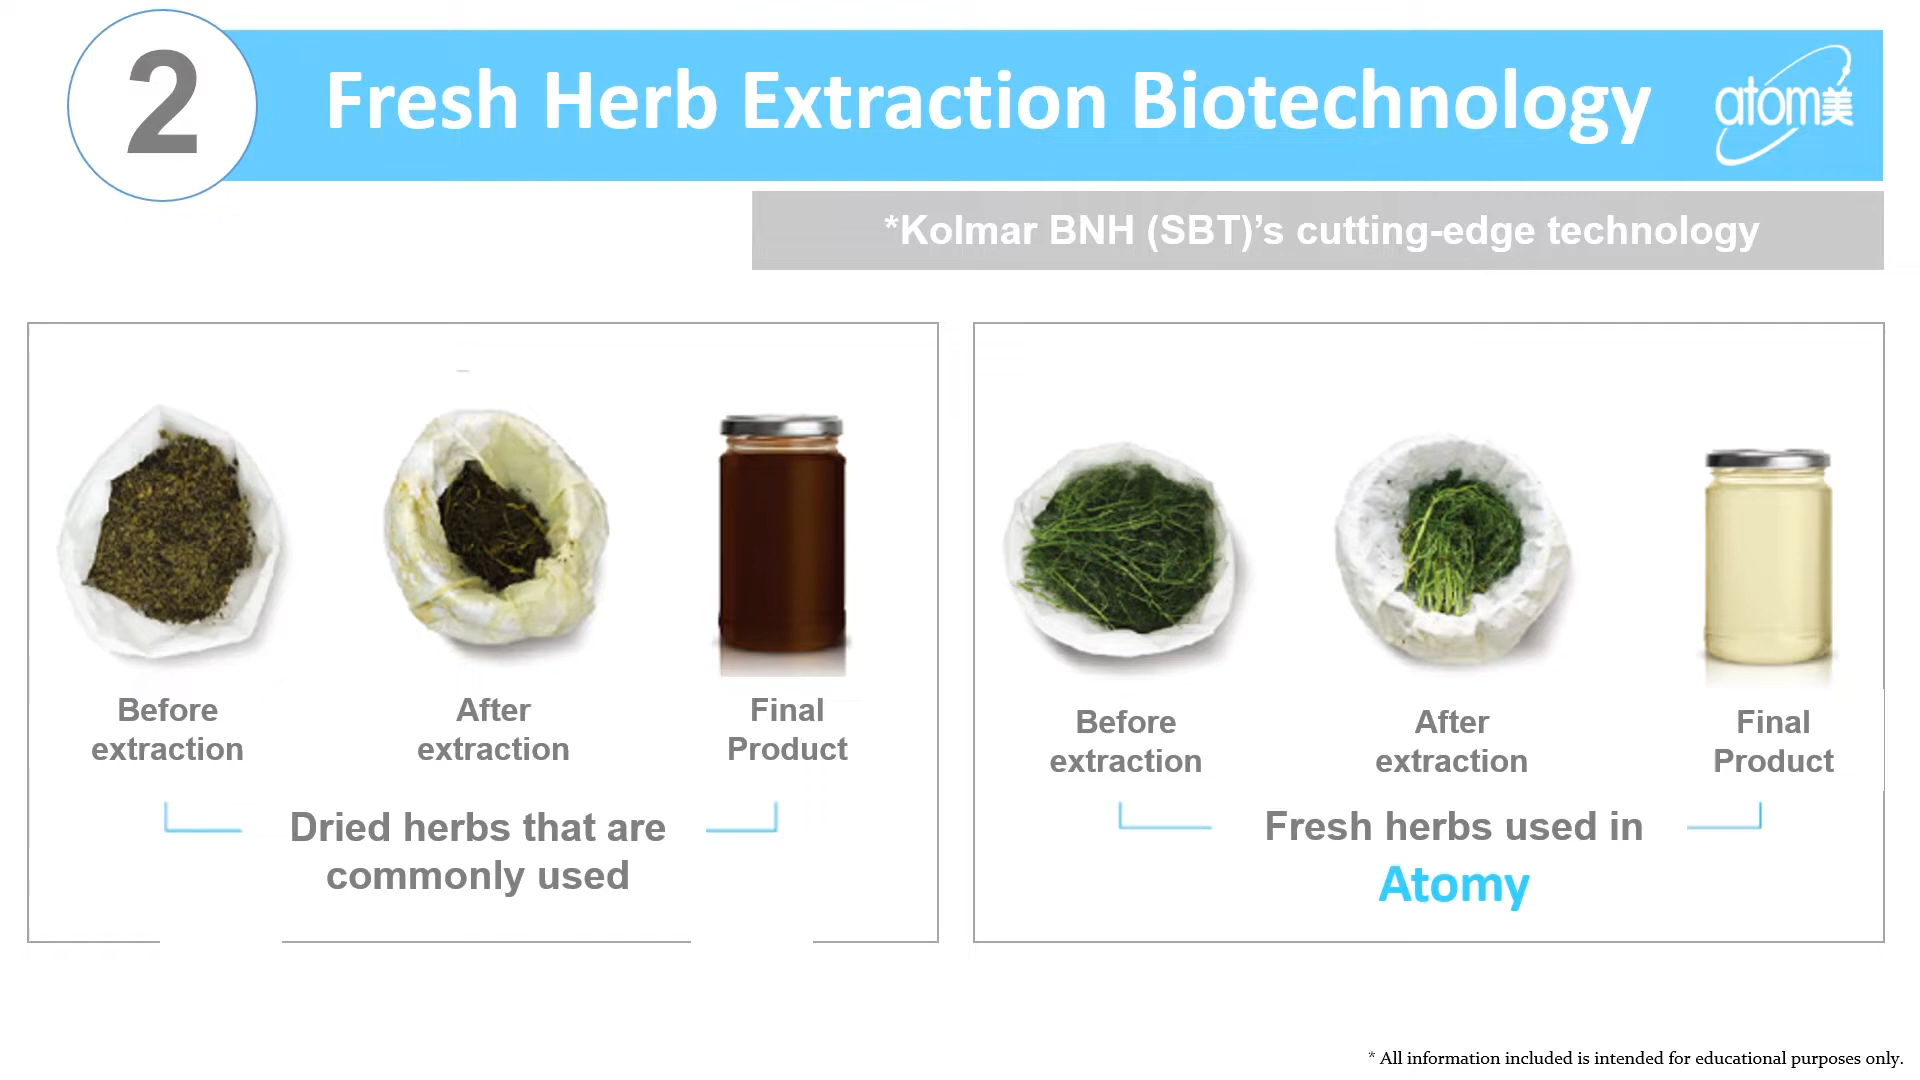 2
Fresh Herb Extraction Biotechnology
atom美
*Kolmar BNH (SBT)’s cutting-edge technology
Before
extraction
After
extraction
Final
Product
Dried herbs that are
commonly used
Before
extraction
After
extraction
Final
Product
Fresh herbs used in
Atomy
* All information included is intended for educational purposes only.